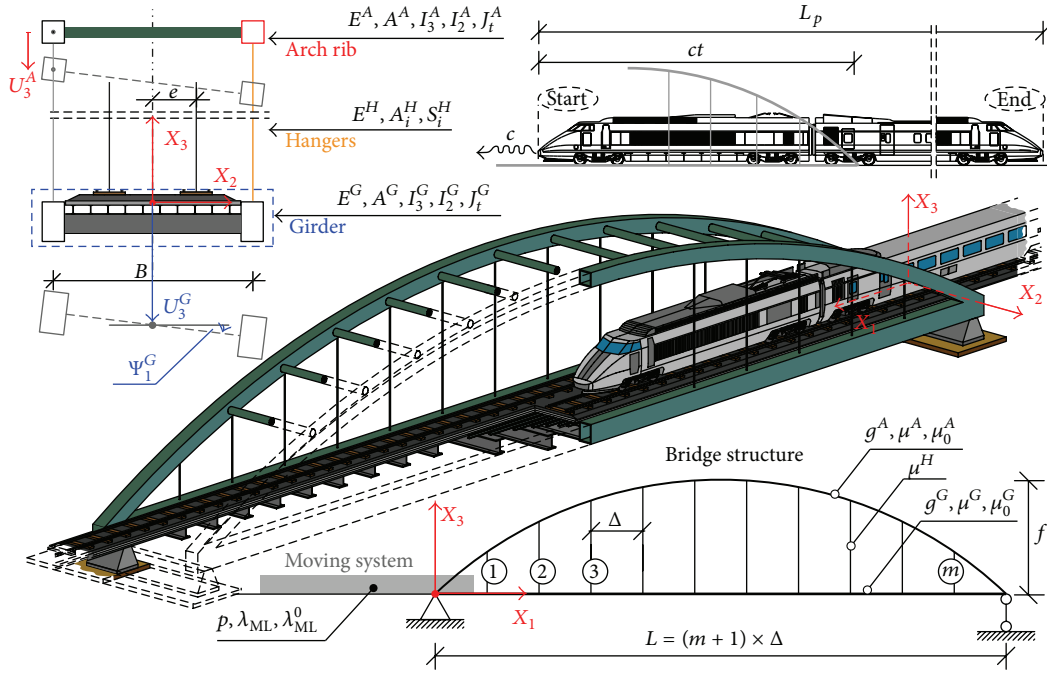 E^A, A^A, I_3^A, I_2^A, J_t^A
Arch rib
U_3^A
e
X_3
E^H, A_i^H, S_i^H
Hangers
X_2
E^G, A^G, I_3^G, I_2^G, J_t^G
Girder
B
U_3^G
Ψ_1^G
L_p
ct
Start
End
c
X_3
X_2
X_1
Bridge structure
g^A, μ^A, μ_0^A
μ^H
g^G, μ^G, μ_0^G
X_3
Δ
f
Moving system
1
2
3
m
p, λ_ML, λ_ML^0
X_1
L = (m + 1) × Δ